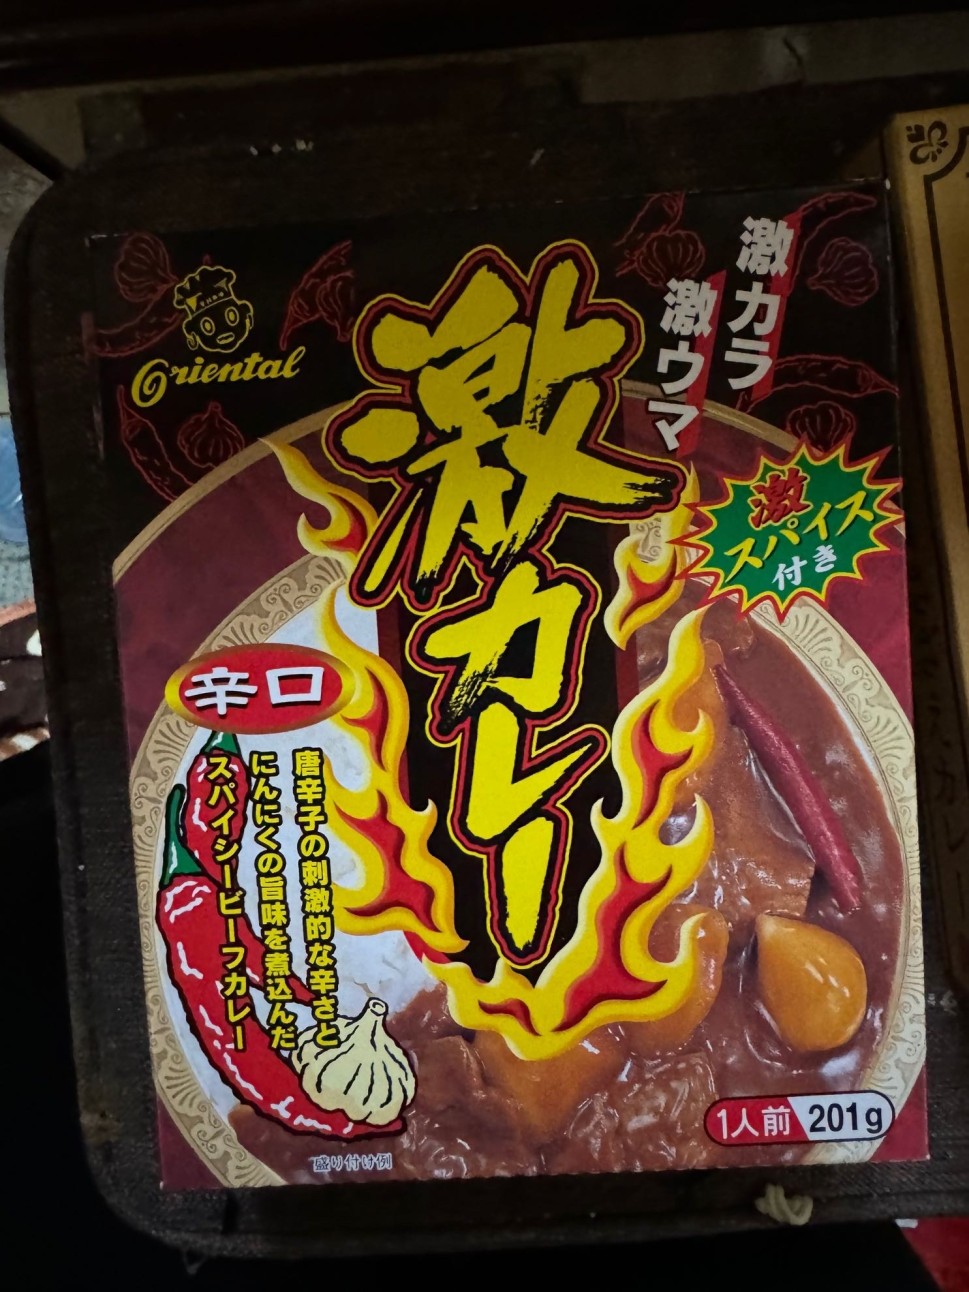 Oriental
激カラ
激ウマ
激カレー
激
スパイス
付き
辛口
唐辛子の刺激的な辛さと
にんにくの旨味を煮込んだ
スパイシービーフカレー
1人前 201g
盛り付け例